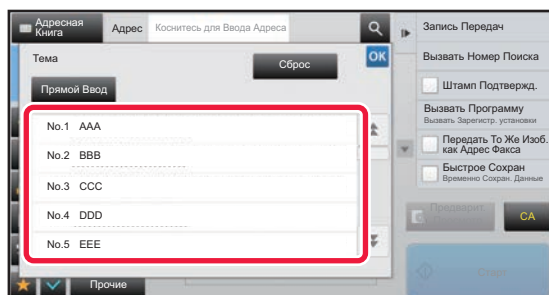 Адресная
Книга
Адрес
Коснитесь для Ввода Адреса
Запись Передач
Тема
Сброс
OK
Вызвать Номер Поиска
Прямой Ввод
Штамп Подтвержд.
Вызвать Программу
Вызвать Зарегистр. установки
No.1 AAA
Передать То Же Изоб.
как Адрес Факса
No.2 BBB
Быстрое Сохран
Временно Сохран. Данные
No.3 CCC
Предварит.
CA
No.4 DDD
No.5 EEE
Прочие
Старт